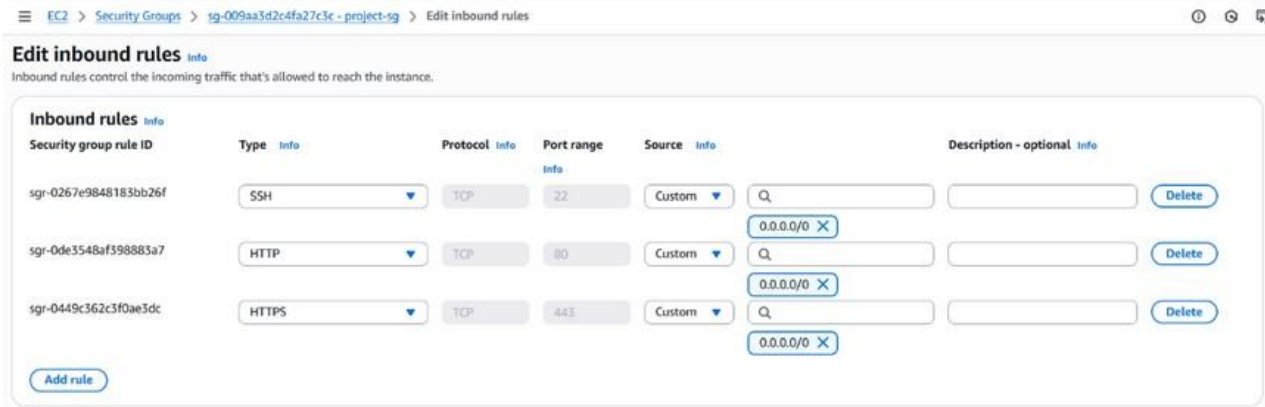 EC2 > Security Groups > sg-009aa3d2c4fa27c3c - project-sg > Edit inbound rules
Edit inbound rules Info
Inbound rules control the incoming traffic that's allowed to reach the instance.
Inbound rules Info
Security group rule ID Type Info Protocol Info Port range Info Source Info Description - optional Info
sgr-0267e9848183bb26f SSH TCP 22 Custom Delete
0.0.0.0/0
sgr-0de3548af398883a7 HTTP TCP 80 Custom Delete
0.0.0.0/0
sgr-0449c362c3f0ae3dc HTTPS TCP 443 Custom Delete
0.0.0.0/0
Add rule